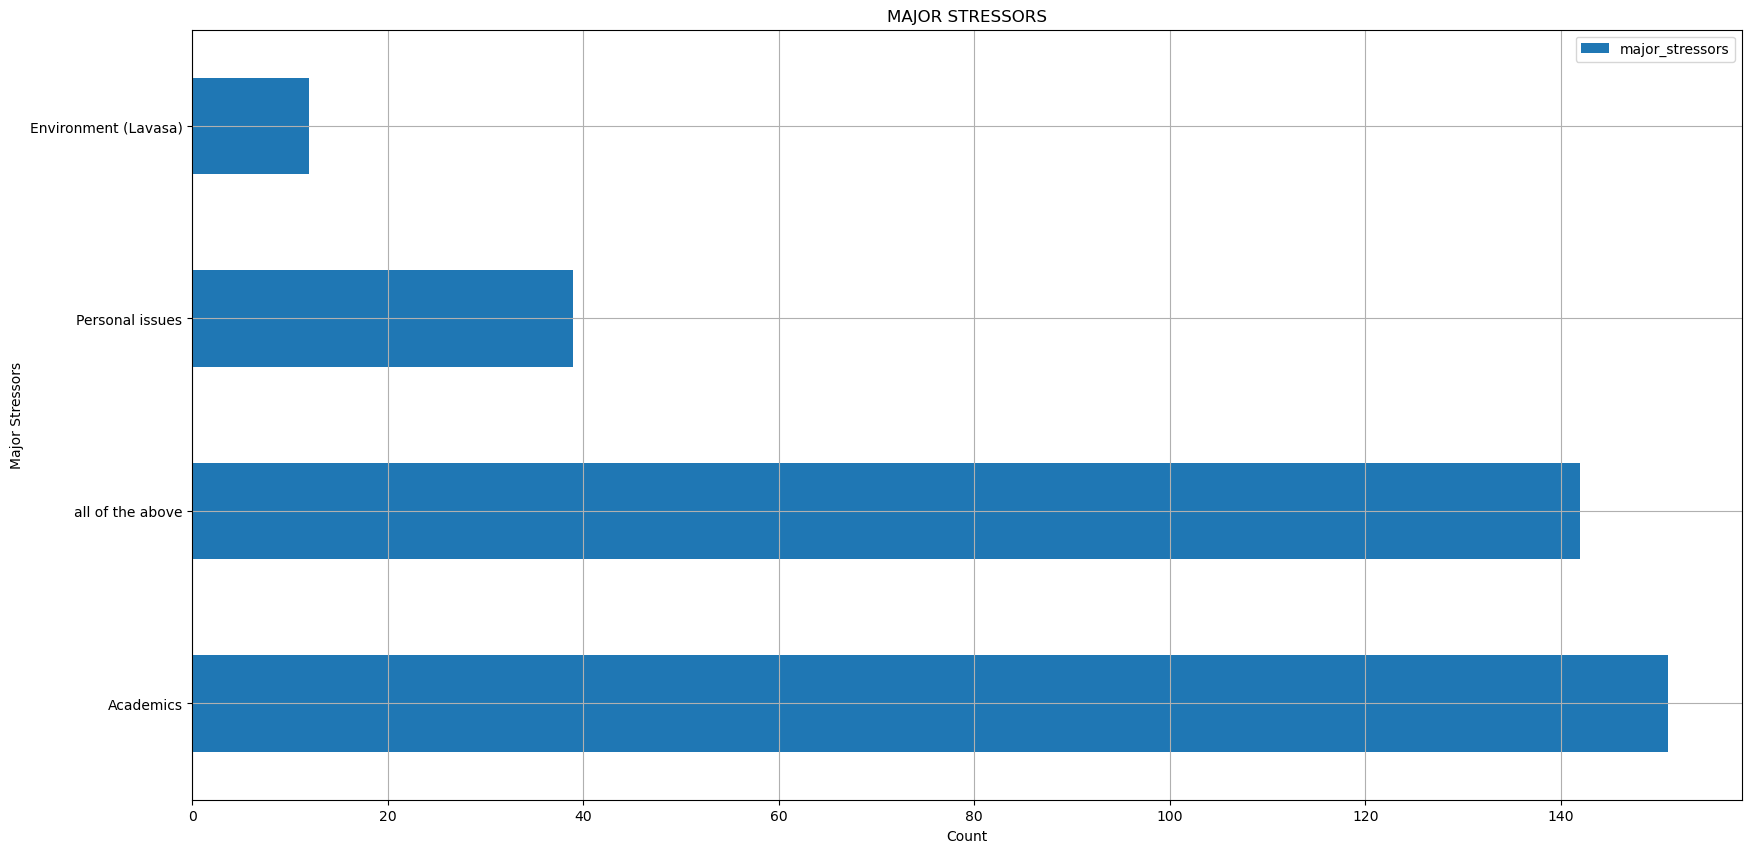 MAJOR STRESSORS
major_stressors
Environment (Lavasa)
Personal issues
all of the above
Academics
Major Stressors
0 20 40 60 80 100 120 140
Count